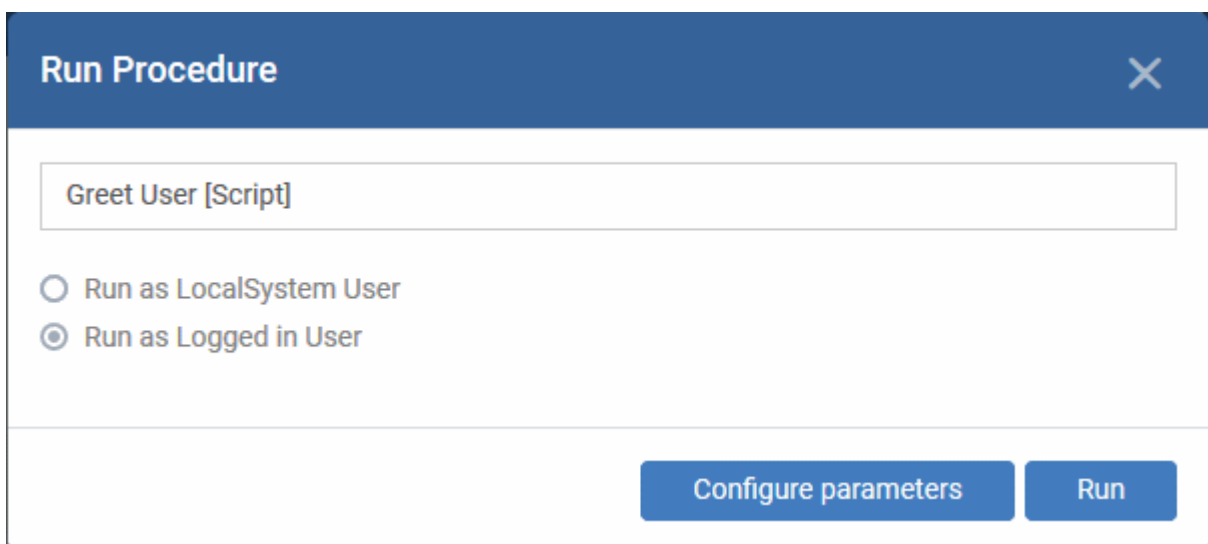 Run Procedure
Greet User [Script]
Run as LocalSystem User
Run as Logged in User
Configure parameters
Run